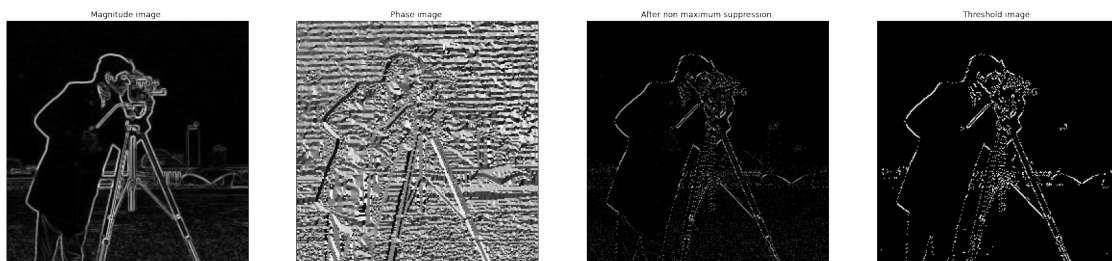 Magnitude image
Phase image
After non maximum suppression
Threshold image